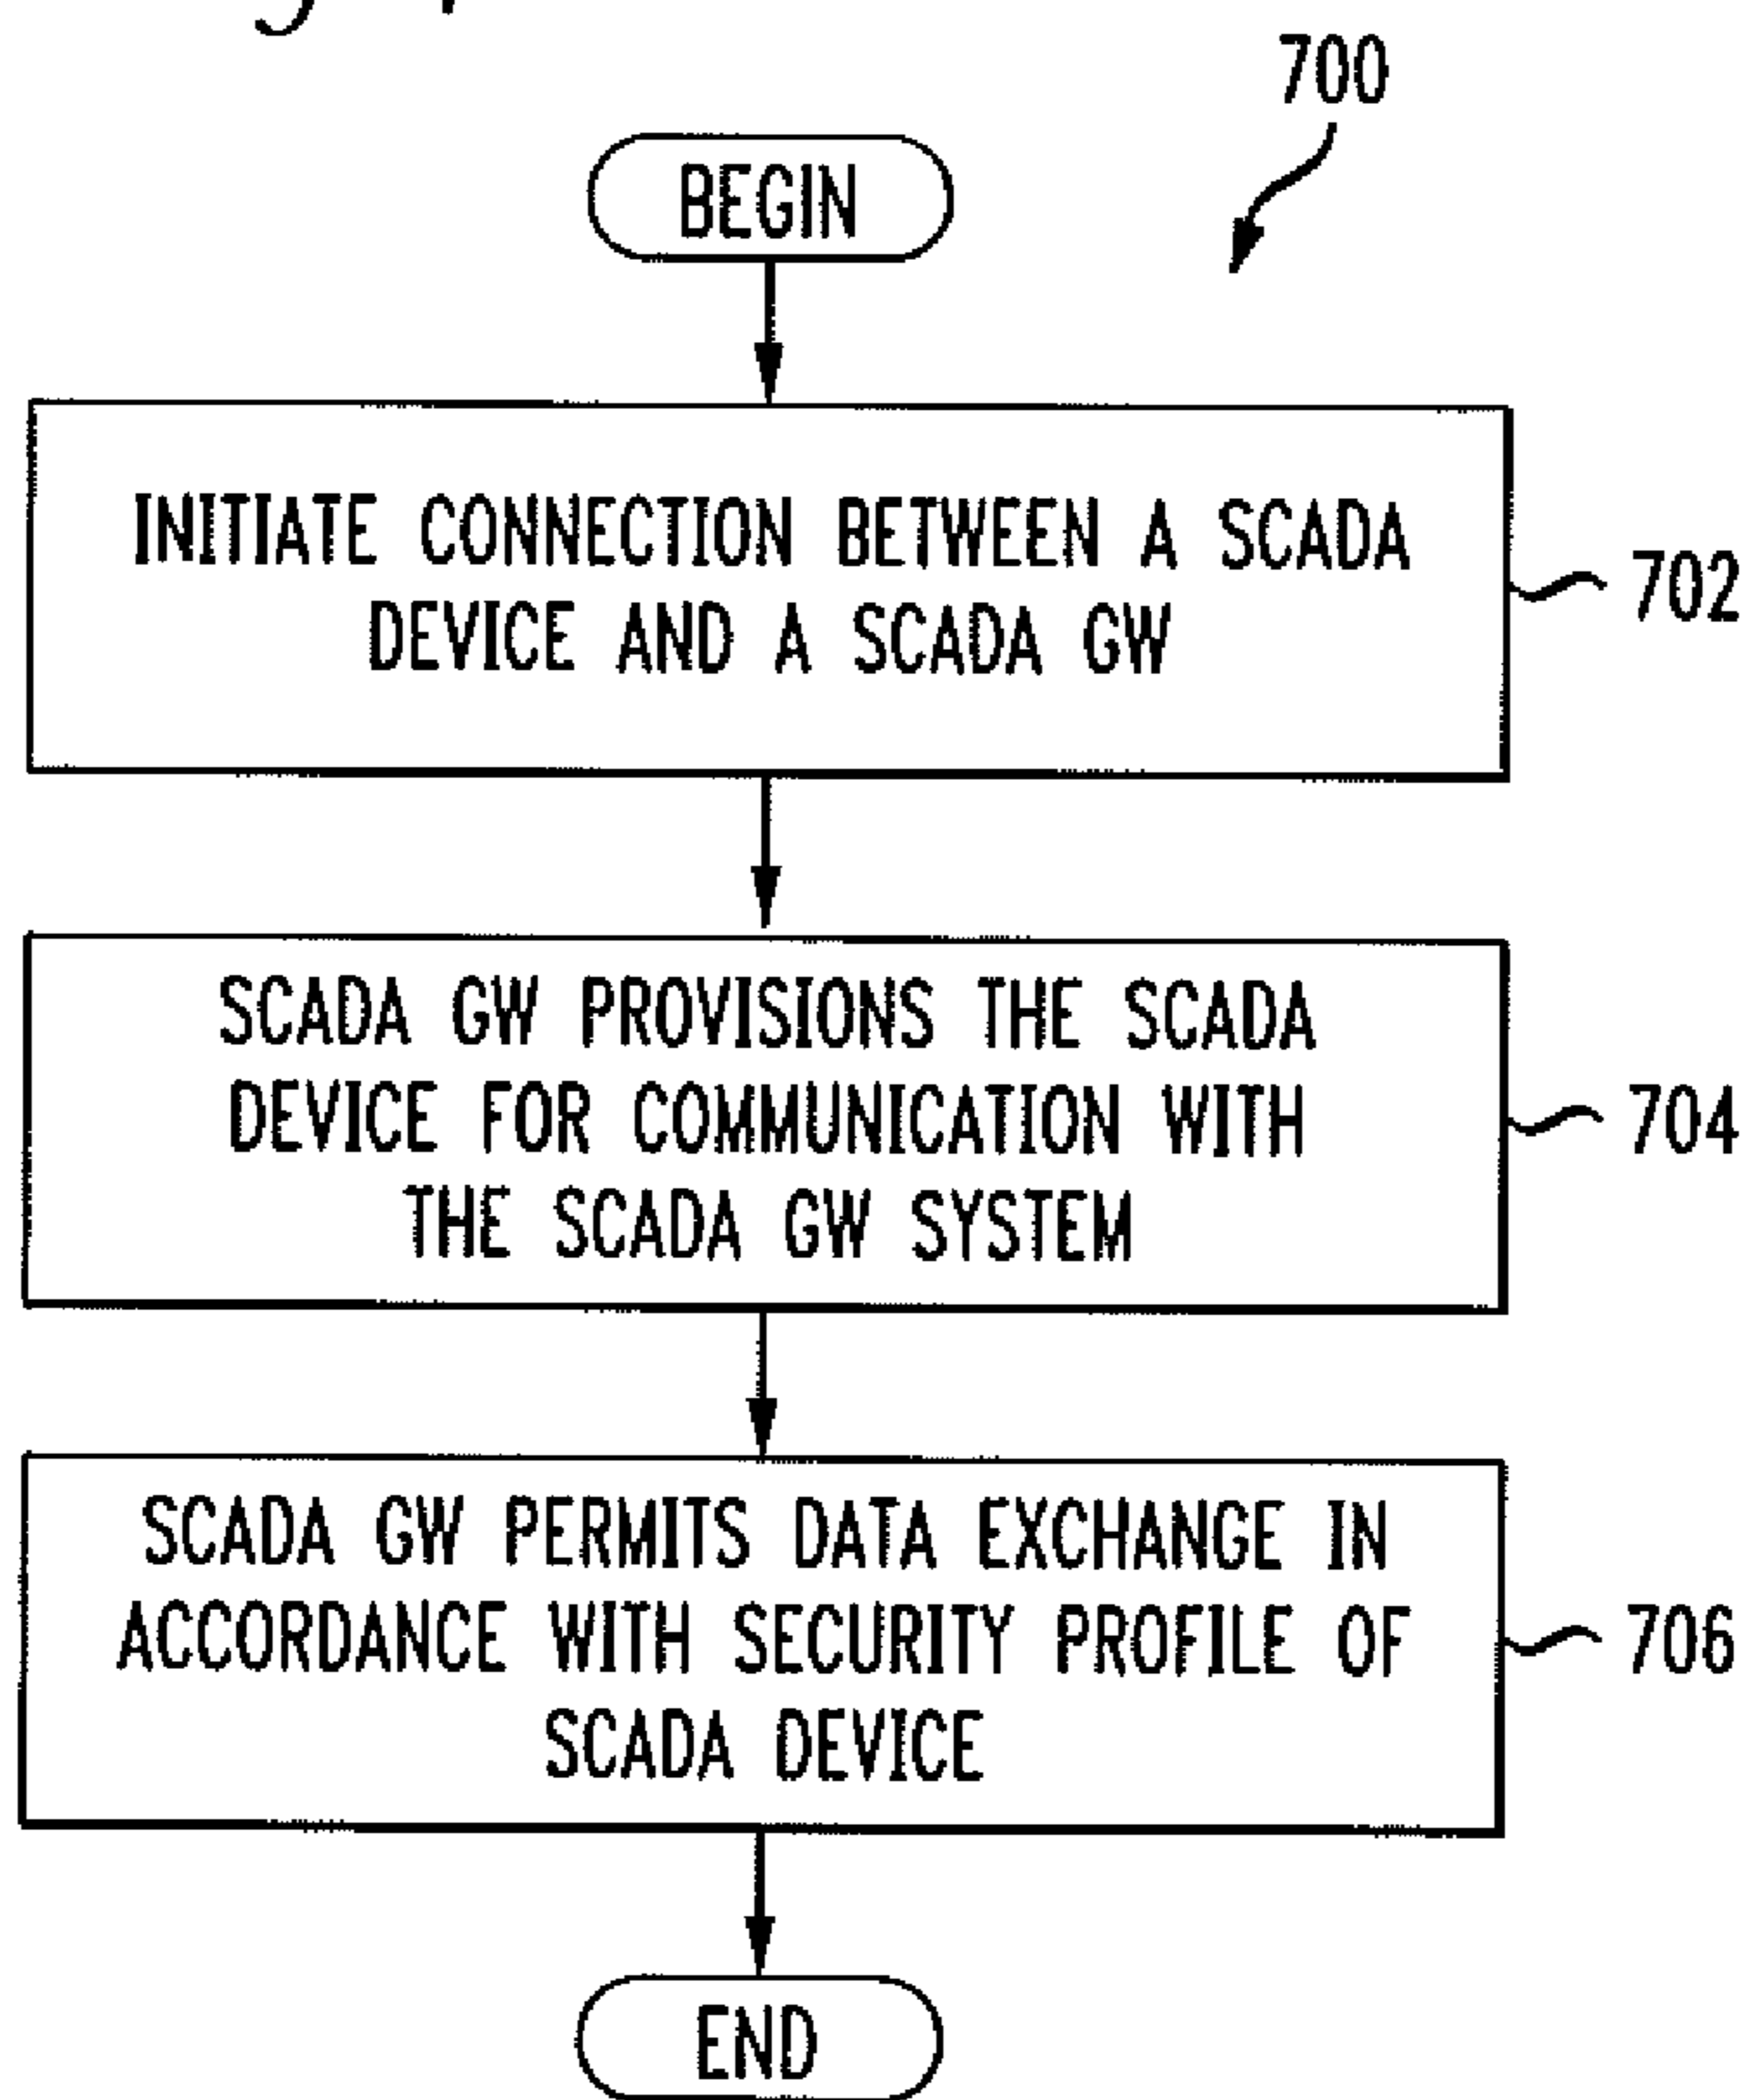 700
BEGIN
INITIATE CONNECTION BETWEEN A SCADA
DEVICE AND A SCADA GW
702
SCADA GW PROVISIONS THE SCADA
DEVICE FOR COMMUNICATION WITH
THE SCADA GW SYSTEM
704
SCADA GW PERMITS DATA EXCHANGE IN
ACCORDANCE WITH SECURITY PROFILE OF
SCADA DEVICE
706
END